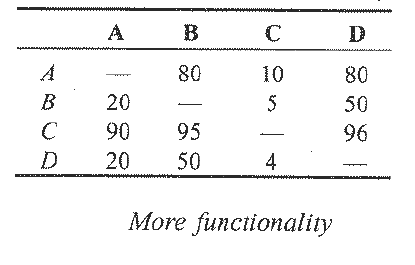 A B C D
A — 80 10 80
B 20 — 5 50
C 90 95 — 96
D 20 50 4 —
More functionality